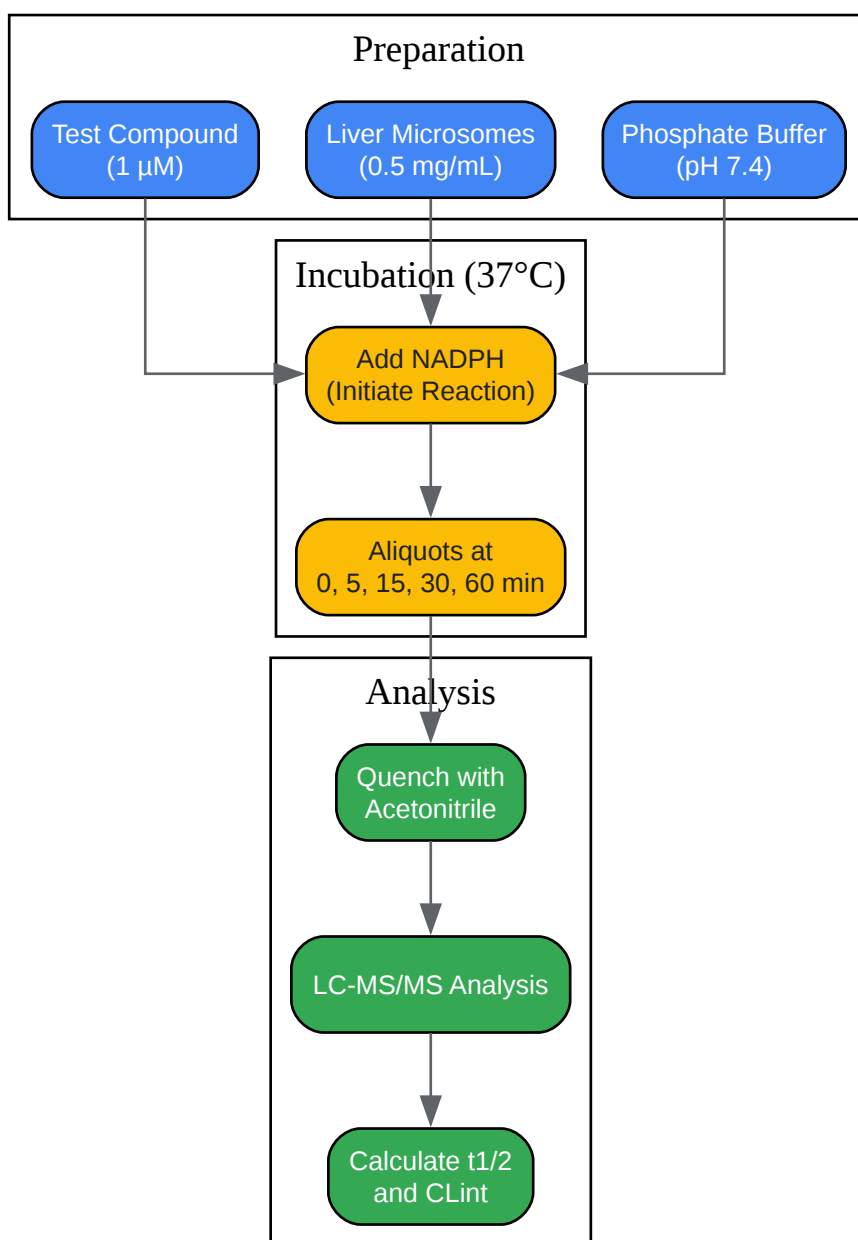 Preparation
Test Compound
(1 µM)
Liver Microsomes
(0.5 mg/mL)
Phosphate Buffer
(pH 7.4)
Incubation (37°C)
Add NADPH
(Initiate Reaction)
Aliquots at
0, 5, 15, 30, 60 min
Analysis
Quench with
Acetonitrile
LC-MS/MS Analysis
Calculate t1/2
and CLint